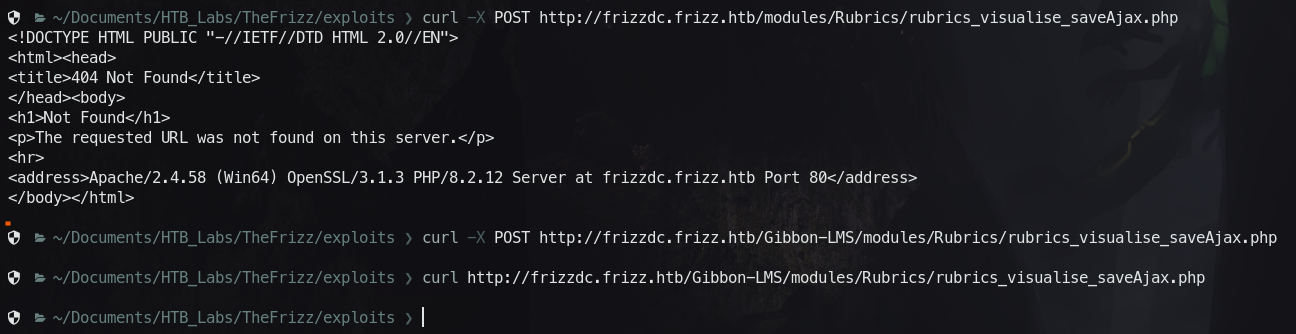 ~/Documents/HTB_Labs/TheFrizz/exploits ❯ curl -X POST http://frizzdc.frizz.htb/modules/Rubrics/rubrics_visualise_saveAjax.php
<!DOCTYPE HTML PUBLIC "-//IETF//DTD HTML 2.0//EN">
<html><head>
<title>404 Not Found</title>
</head><body>
<h1>Not Found</h1>
<p>The requested URL was not found on this server.</p>
<hr>
<address>Apache/2.4.58 (Win64) OpenSSL/3.1.3 PHP/8.2.12 Server at frizzdc.frizz.htb Port 80</address>
</body></html>
~/Documents/HTB_Labs/TheFrizz/exploits ❯ curl -X POST http://frizzdc.frizz.htb/Gibbon-LMS/modules/Rubrics/rubrics_visualise_saveAjax.php
~/Documents/HTB_Labs/TheFrizz/exploits ❯ curl http://frizzdc.frizz.htb/Gibbon-LMS/modules/Rubrics/rubrics_visualise_saveAjax.php
~/Documents/HTB_Labs/TheFrizz/exploits ❯